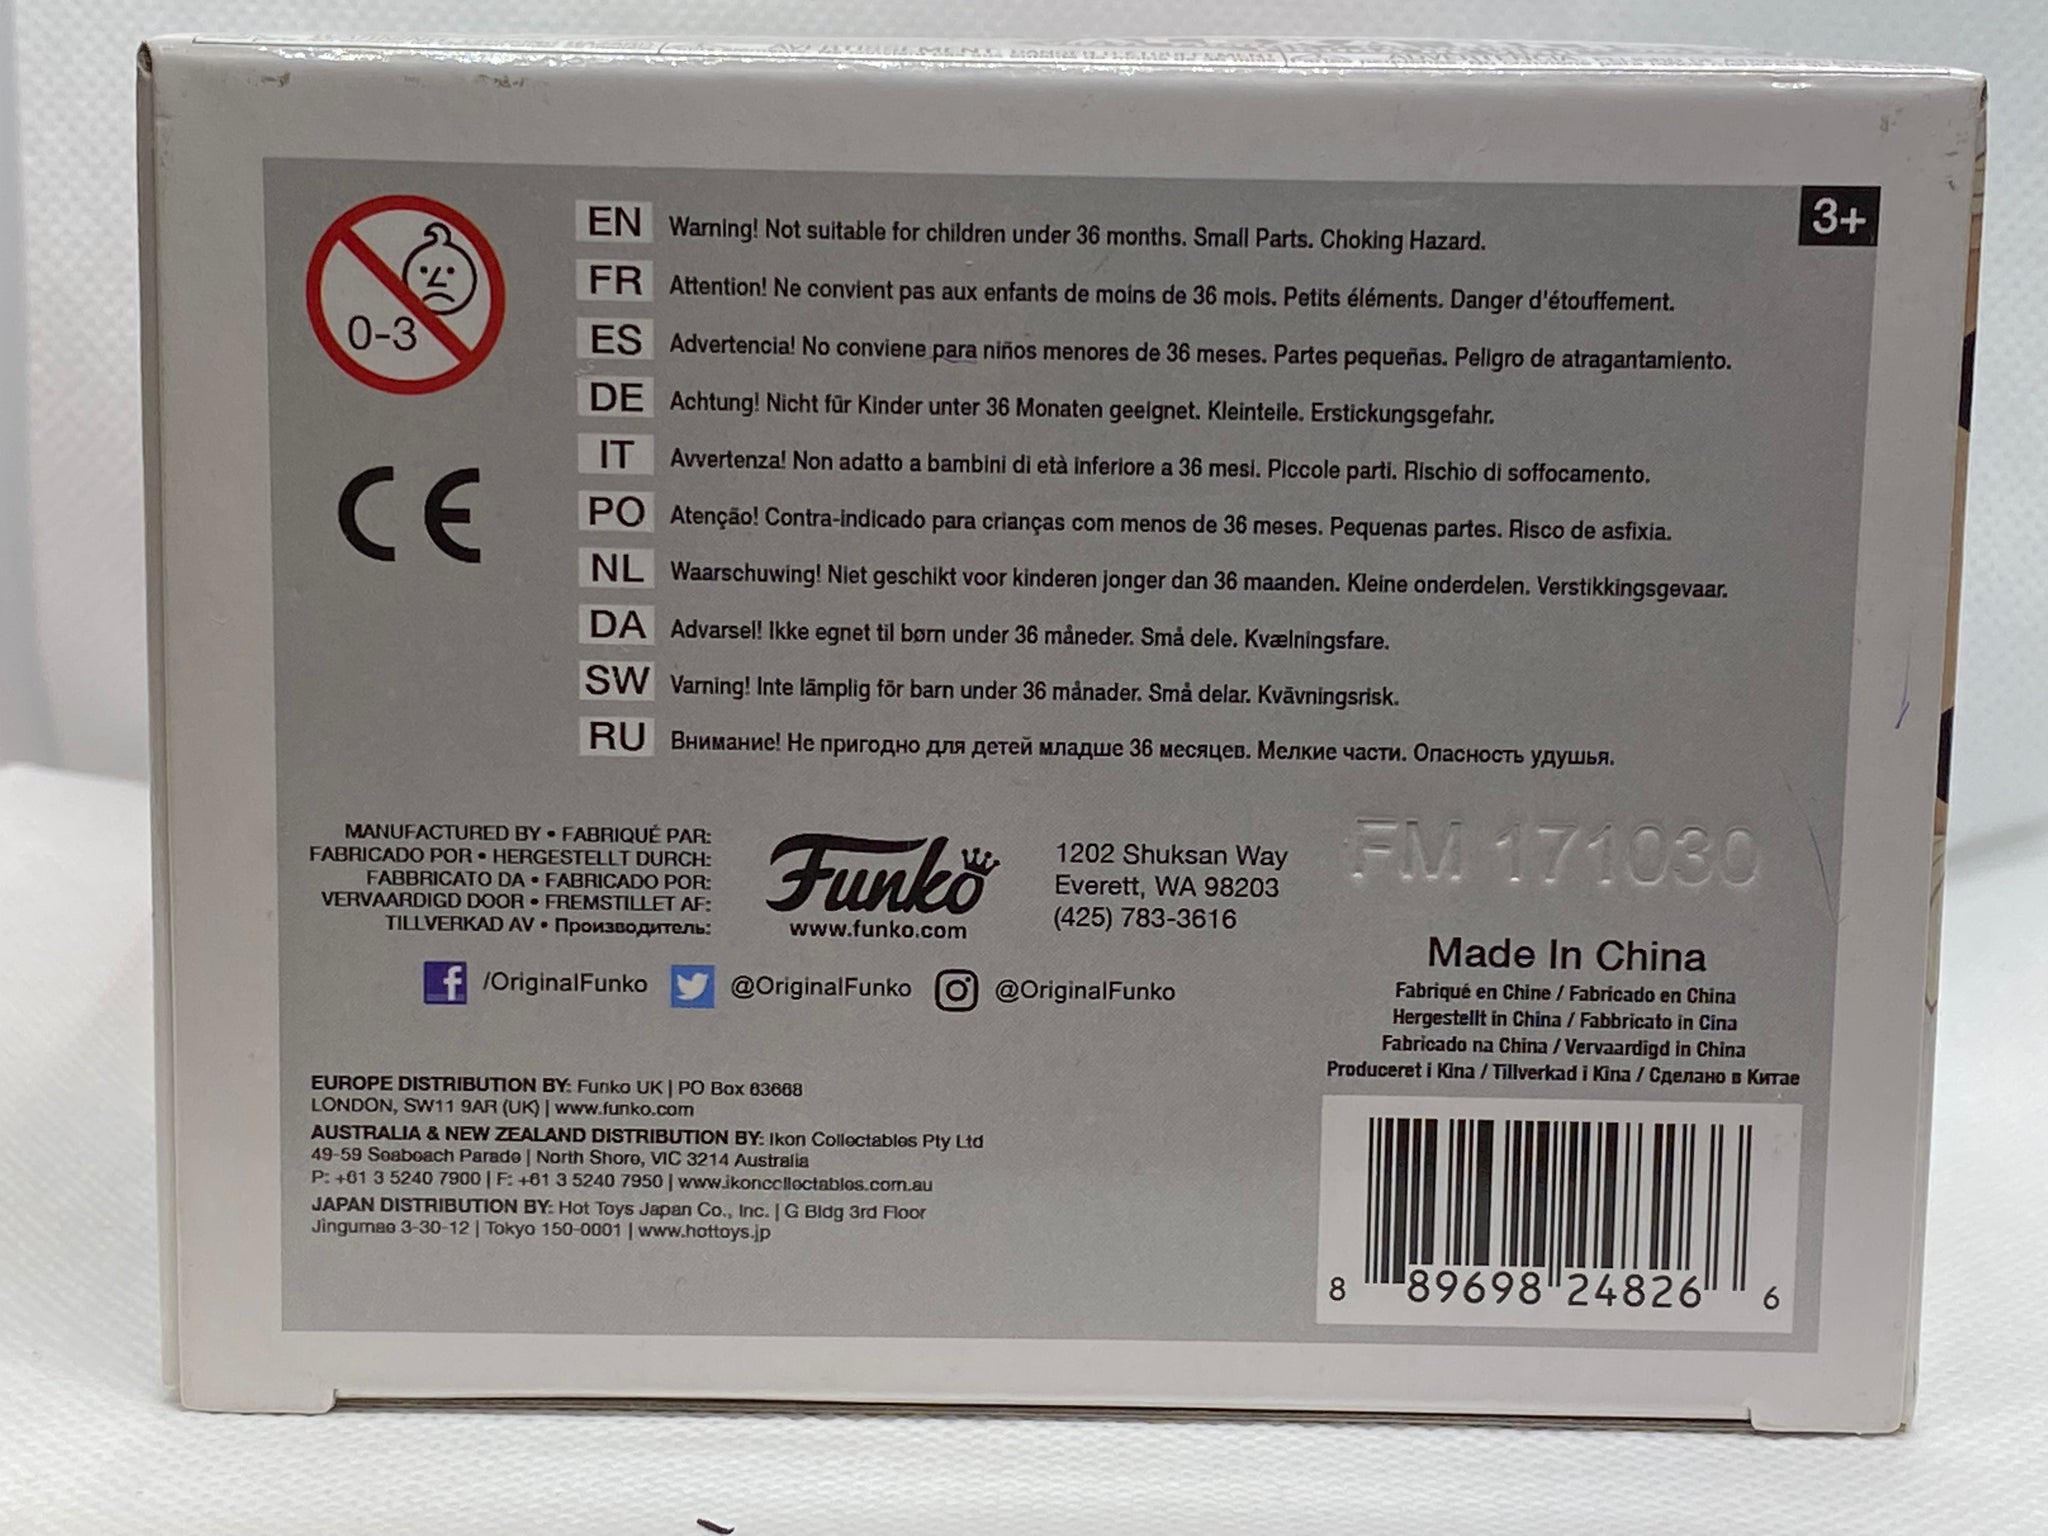 0-3
3+
EN Warning! Not suitable for children under 36 months. Small Parts. Choking Hazard.
FR Attention! Ne convient pas aux enfants de moins de 36 mois. Petits éléments. Danger d'étouffement.
ES Advertencia! No conviene para niños menores de 36 meses. Partes pequeñas. Peligro de atragantamiento.
DE Achtung! Nicht für Kinder unter 36 Monaten geeignet. Kleinteile. Erstickungsgefahr.
IT Avvertenza! Non adatto a bambini di età inferiore a 36 mesi. Piccole parti. Rischio di soffocamento.
PO Atenção! Contra-indicado para crianças com menos de 36 meses. Pequenas partes. Risco de asfixia.
NL Waarschuwing! Niet geschikt voor kinderen jonger dan 36 maanden. Kleine onderdelen. Verstikkingsgevaar.
DA Advarsel! Ikke egnet til børn under 36 måneder. Små dele. Kvælningsfare.
SW Varning! Inte lämplig för barn under 36 månader. Små delar. Kvävningsrisk.
RU Внимание! Не пригодно для детей младше 36 месяцев. Мелкие части. Опасность удушья.
CE
MANUFACTURED BY • FABRIQUÉ PAR:
FABRICADO POR • HERGESTELLT DURCH:
FABBRICATO DA • FABRICADO POR:
VERVAARDIGD DOOR • FREMSTILLET AF:
TILLVERKAD AV • Производитель:
Funko
www.funko.com
1202 Shuksan Way
Everett, WA 98203
(425) 783-3616
FM 171030
/OriginalFunko @OriginalFunko @OriginalFunko
Made In China
Fabriqué en Chine / Fabricado en China
Hergestellt in China / Fabbricato in Cina
Fabricado na China / Vervaardigd in China
Produceret i Kina / Tillverkad i Kina / Сделано в Китае
EUROPE DISTRIBUTION BY: Funko UK | PO Box 63668
LONDON, SW11 9AR (UK) | www.funko.com
AUSTRALIA & NEW ZEALAND DISTRIBUTION BY: Ikon Collectables Pty Ltd
49-59 Seabeach Parade | North Shore, VIC 3214 Australia
P: +61 3 5240 7900 | F: +61 3 5240 7950 | www.ikoncollectables.com.au
JAPAN DISTRIBUTION BY: Hot Toys Japan Co., Inc. | G Bldg 3rd Floor
Jingumae 3-30-12 | Tokyo 150-0001 | www.hottoys.jp
8 89698 24826 6